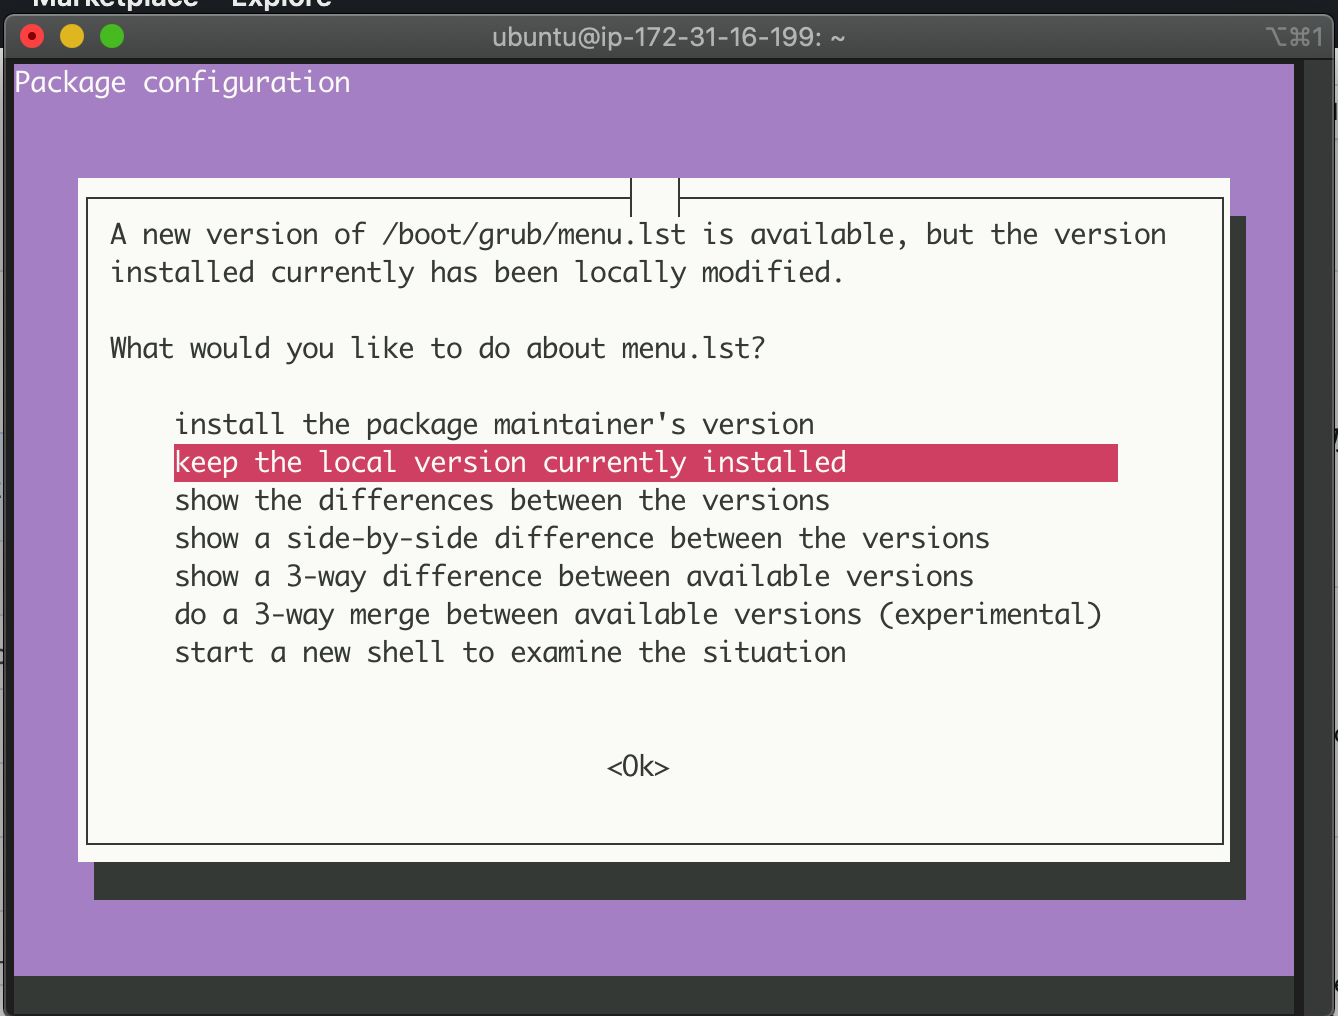 Marketplace Explore
ubuntu@ip-172-31-16-199: ~ ⌥⌘1
Package configuration
A new version of /boot/grub/menu.lst is available, but the version
installed currently has been locally modified.
What would you like to do about menu.lst?
install the package maintainer's version
keep the local version currently installed
show the differences between the versions
show a side-by-side difference between the versions
show a 3-way difference between available versions
do a 3-way merge between available versions (experimental)
start a new shell to examine the situation
<Ok>